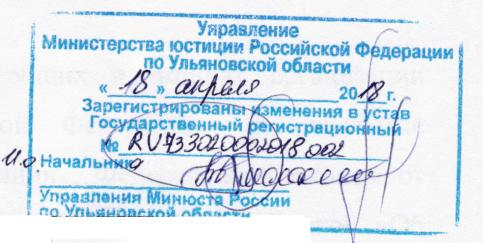 Управление
Министерства юстиции Российской Федерации
по Ульяновской области
« 18 » апреля 2018 г.
Зарегистрированы изменения в устав
Государственный регистрационный
№ RU733020002018002
И.о. Начальника
Управления Минюста России
по Ульяновской области